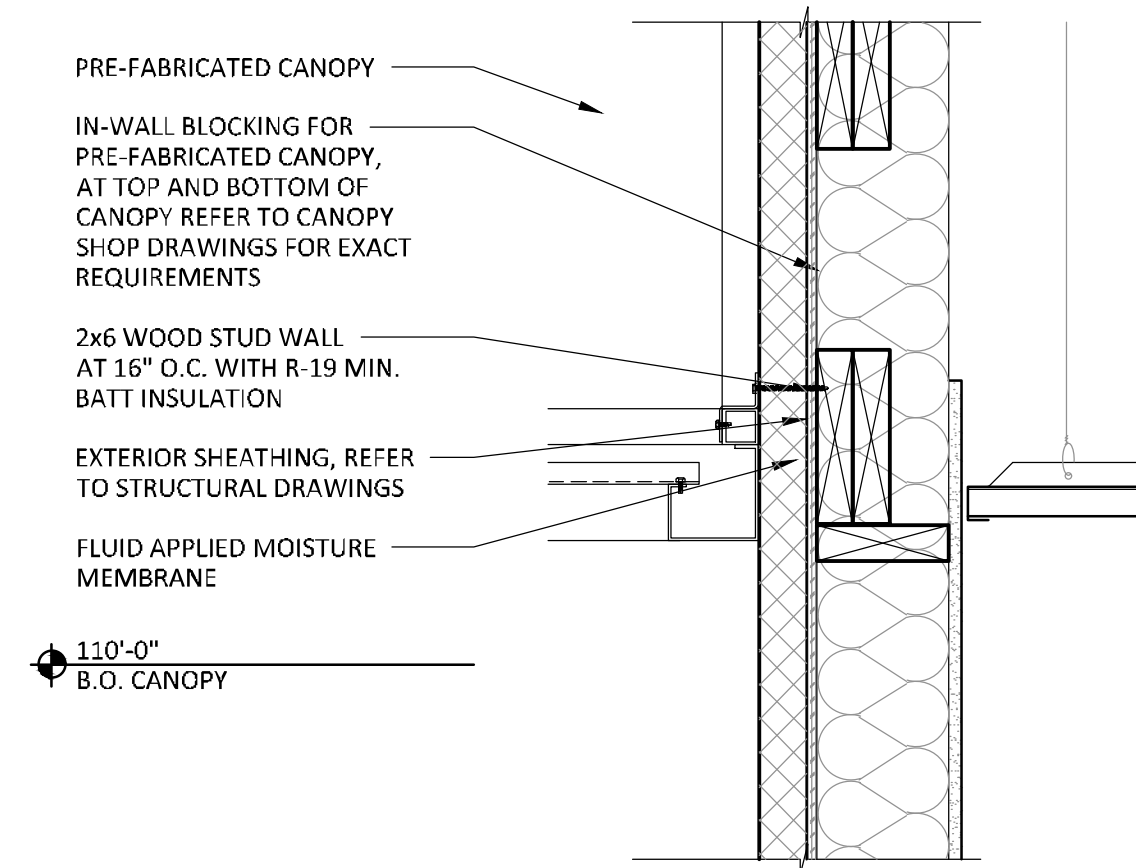 PRE-FABRICATED CANOPY
IN-WALL BLOCKING FOR
PRE-FABRICATED CANOPY,
AT TOP AND BOTTOM OF
CANOPY REFER TO CANOPY
SHOP DRAWINGS FOR EXACT
REQUIREMENTS
2x6 WOOD STUD WALL
AT 16" O.C. WITH R-19 MIN.
BATT INSULATION
EXTERIOR SHEATHING, REFER
TO STRUCTURAL DRAWINGS
FLUID APPLIED MOISTURE
MEMBRANE
110'-0"
B.O. CANOPY